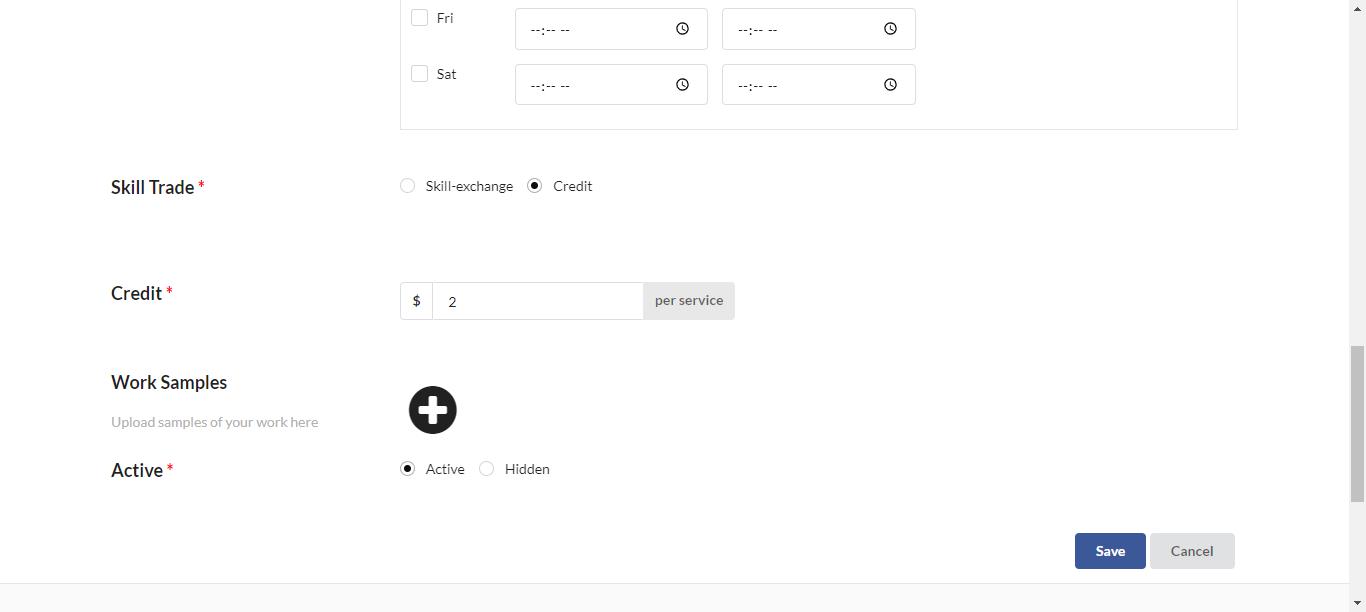 Fri --:-- -- --:-- --
Sat --:-- -- --:-- --
Skill Trade * Skill-exchange Credit
Credit * $ 2 per service
Work Samples
Upload samples of your work here
Active * Active Hidden
Save Cancel